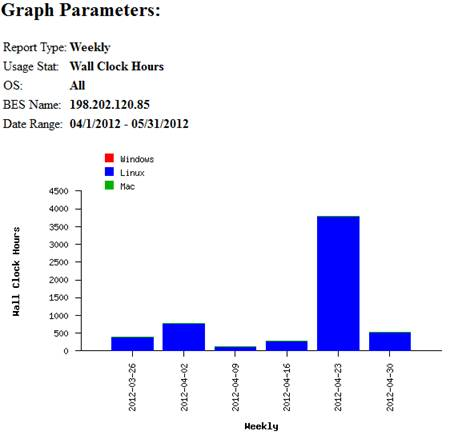 Graph Parameters:
Report Type: Weekly
Usage Stat: Wall Clock Hours
OS: All
BES Name: 198.202.120.85
Date Range: 04/1/2012 - 05/31/2012
Windows
Linux
Mac
Wall Clock Hours
4500
4000
3500
3000
2500
2000
1500
1000
500
0
2012-03-26
2012-04-02
2012-04-09
2012-04-16
2012-04-23
2012-04-30
Weekly